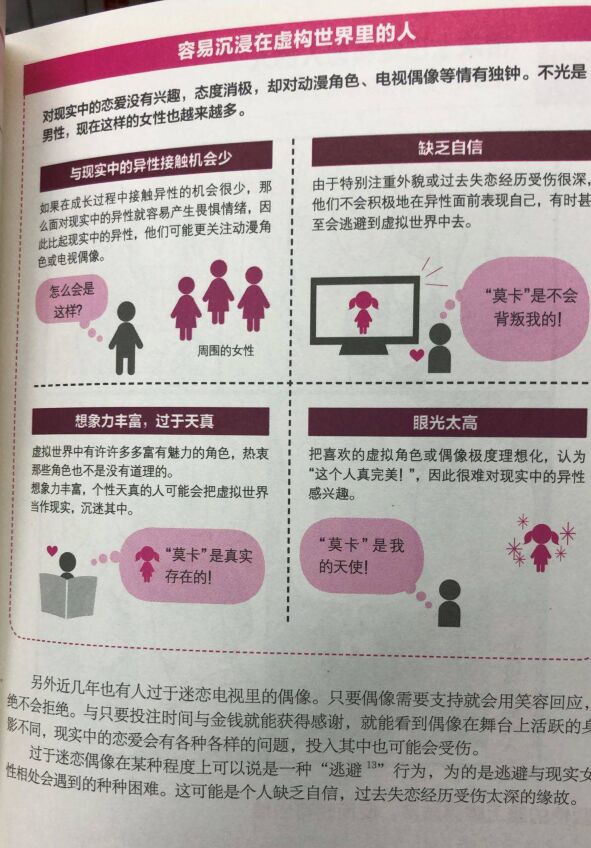 容易沉浸在虚构世界里的人
对现实中的恋爱没有兴趣，态度消极，却对动漫角色、电视偶像等情有独钟。不光是
男性，现在这样的女性也越来越多。
与现实中的异性接触机会少
如果在成长过程中接触异性的机会很少，那
么面对现实中的异性就容易产生畏惧情绪，因
此比起现实中的异性，他们可能更关注动漫角
色或电视偶像。
怎么会是
这样？
周围的女性
缺乏自信
由于特别注重外貌或过去失恋经历受伤很深，
他们不会积极地在异性面前表现自己，有时甚
至会逃避到虚拟世界中去。
“莫卡”是不会
背叛我的！
想象力丰富，过于天真
虚拟世界中有许许多多富有魅力的角色，热衷
那些角色也不是没有道理的。
想象力丰富，个性天真的人可能会把虚拟世界
当作现实，沉迷其中。
“莫卡”是真实
存在的！
眼光太高
把喜欢的虚拟角色或偶像极度理想化，认为
“这个人真完美！”，因此很难对现实中的异性
感兴趣。
“莫卡”是我
的天使！
另外近几年也有人过于迷恋电视里的偶像。只要偶像需要支持就会用笑容回应，
绝不会拒绝。与只要投注时间与金钱就能获得感谢，就能看到偶像在舞台上活跃的身
影不同，现实中的恋爱会有各种各样的问题，投入其中也可能会受伤。
过于迷恋偶像在某种程度上可以说是一种“逃避13”行为，为的是逃避与现实女
性相处会遇到的种种困难。这可能是个人缺乏自信，过去失恋经历受伤太深的缘故。